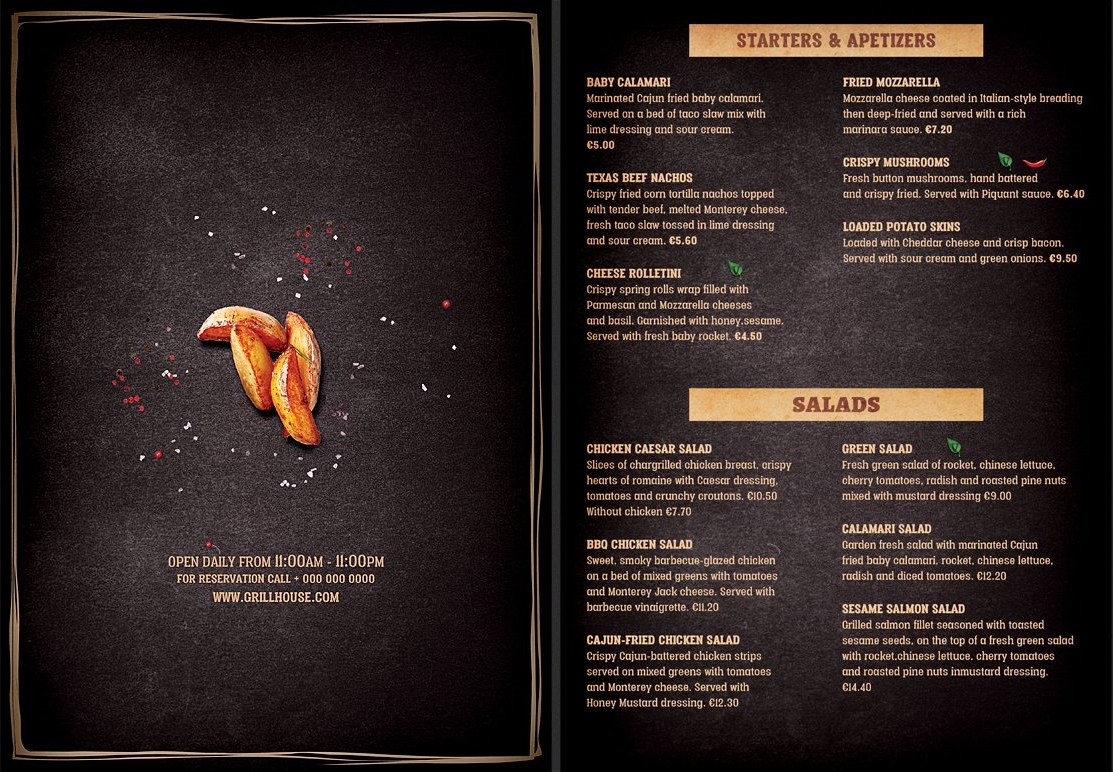 OPEN DAILY FROM 11:00AM - 11:00PM
FOR RESERVATION CALL + 000 000 0000
WWW.GRILLHOUSE.COM
STARTERS & APETIZERS
BABY CALAMARI
Marinated Cajun fried baby calamari.
Served on a bed of taco slaw mix with
lime dressing and sour cream.
€5.00
TEXAS BEEF NACHOS
Crispy fried corn tortilla nachos topped
with tender beef, melted Monterey cheese,
fresh taco slaw tossed in lime dressing
and sour cream. €5.60
CHEESE ROLLETINI
Crispy spring rolls wrap filled with
Parmesan and Mozzarella cheeses
and basil. Garnished with honey,sesame.
Served with fresh baby rocket. €4.50
FRIED MOZZARELLA
Mozzarella cheese coated in Italian-style breading
then deep-fried and served with a rich
marinara sauce. €7.20
CRISPY MUSHROOMS
Fresh button mushrooms, hand battered
and crispy fried. Served with Piquant sauce. €6.40
LOADED POTATO SKINS
Loaded with Cheddar cheese and crisp bacon.
Served with sour cream and green onions. €9.50
SALADS
CHICKEN CAESAR SALAD
Slices of chargrilled chicken breast, crispy
hearts of romaine with Caesar dressing,
tomatoes and crunchy croutons. €10.50
Without chicken €7.70
BBQ CHICKEN SALAD
Sweet, smoky barbecue-glazed chicken
on a bed of mixed greens with tomatoes
and Monterey Jack cheese. Served with
barbecue vinaigrette. €11.20
CAJUN-FRIED CHICKEN SALAD
Crispy Cajun-battered chicken strips
served on mixed greens with tomatoes
and Monterey cheese. Served with
Honey Mustard dressing. €12.30
GREEN SALAD
Fresh green salad of rocket, chinese lettuce,
cherry tomatoes, radish and roasted pine nuts
mixed with mustard dressing €9.00
CALAMARI SALAD
Garden fresh salad with marinated Cajun
fried baby calamari, rocket, chinese lettuce,
radish and diced tomatoes. €12.20
SESAME SALMON SALAD
Grilled salmon fillet seasoned with toasted
sesame seeds, on the top of a fresh green salad
with rocket,chinese lettuce, cherry tomatoes
and roasted pine nuts inmustard dressing.
€14.40